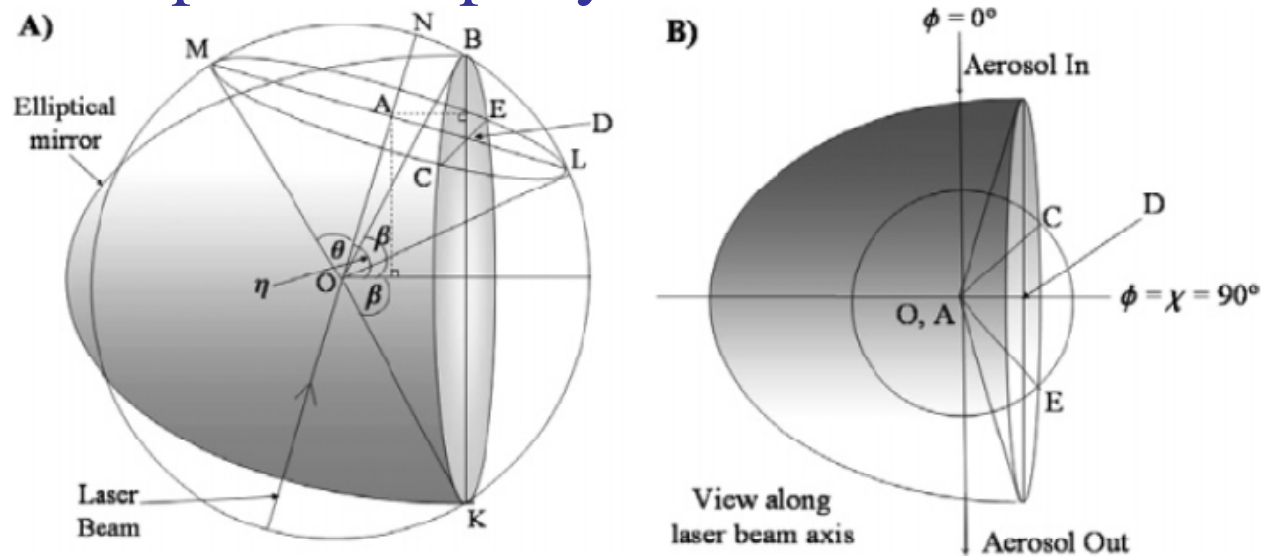 A)
N
M
B
Elliptical
mirror
A
E
D
L
C
θ
β
η
O
β
Laser
Beam
K
B)
ϕ = 0°
Aerosol In
C
D
O, A
ϕ = χ = 90°
E
View along
laser beam axis
Aerosol Out